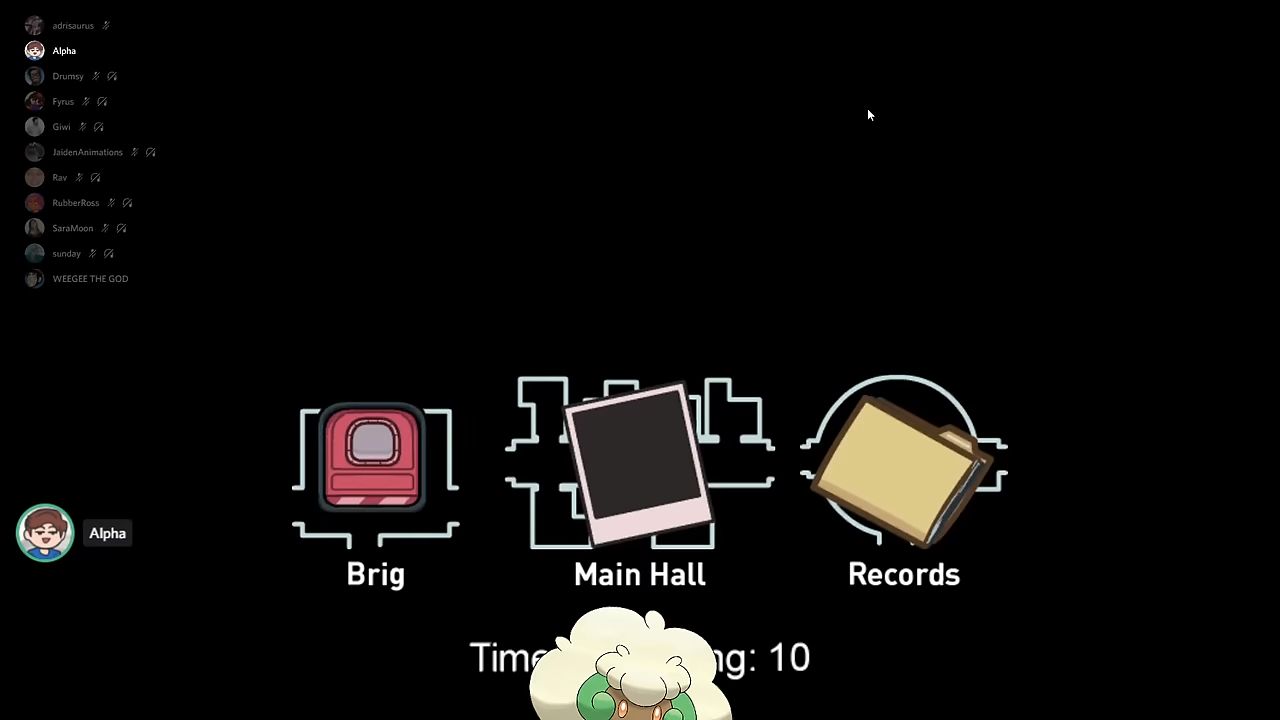 adrisaurus
Alpha
Drumsy
Fyrus
Giwi
JaidenAnimations
Rav
RubberRoss
SaraMoon
sunday
WEEGEE THE GOD
Alpha
Brig
Main Hall
Records
Time ng: 10